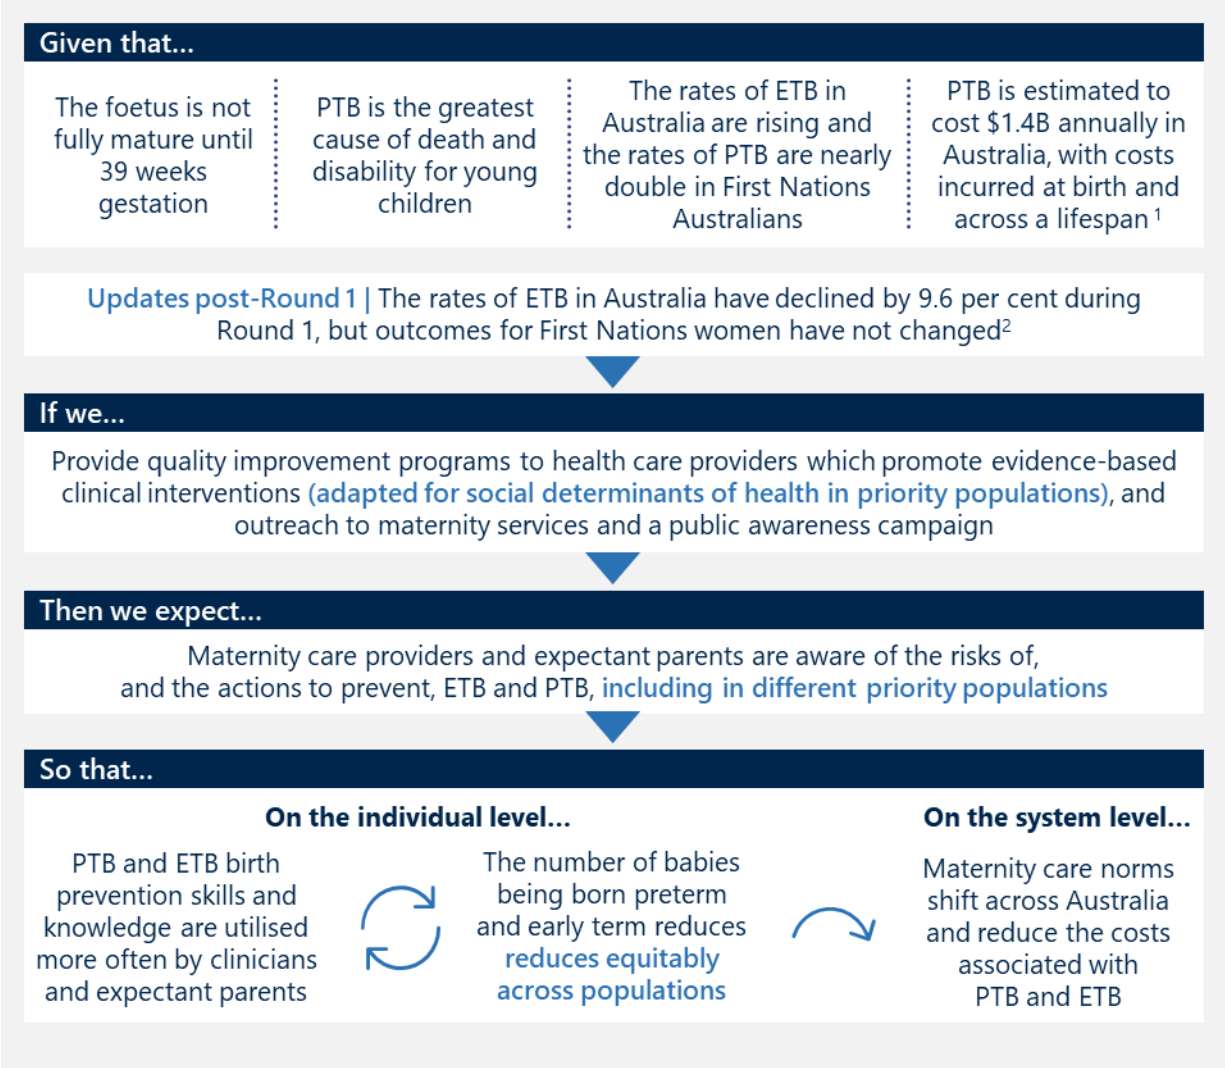 Given that...
The foetus is not
fully mature until
39 weeks
gestation
PTB is the greatest
cause of death and
disability for young
children
The rates of ETB in
Australia are rising and
the rates of PTB are nearly
double in First Nations
Australians
PTB is estimated to
cost $1.4B annually in
Australia, with costs
incurred at birth and
across a lifespan 1
Updates post-Round 1 | The rates of ETB in Australia have declined by 9.6 per cent during
Round 1, but outcomes for First Nations women have not changed2
If we...
Provide quality improvement programs to health care providers which promote evidence-based
clinical interventions (adapted for social determinants of health in priority populations), and
outreach to maternity services and a public awareness campaign
Then we expect...
Maternity care providers and expectant parents are aware of the risks of,
and the actions to prevent, ETB and PTB, including in different priority populations
So that...
On the individual level...
PTB and ETB birth
prevention skills and
knowledge are utilised
more often by clinicians
and expectant parents
The number of babies
being born preterm
and early term reduces
reduces equitably
across populations
On the system level...
Maternity care norms
shift across Australia
and reduce the costs
associated with
PTB and ETB